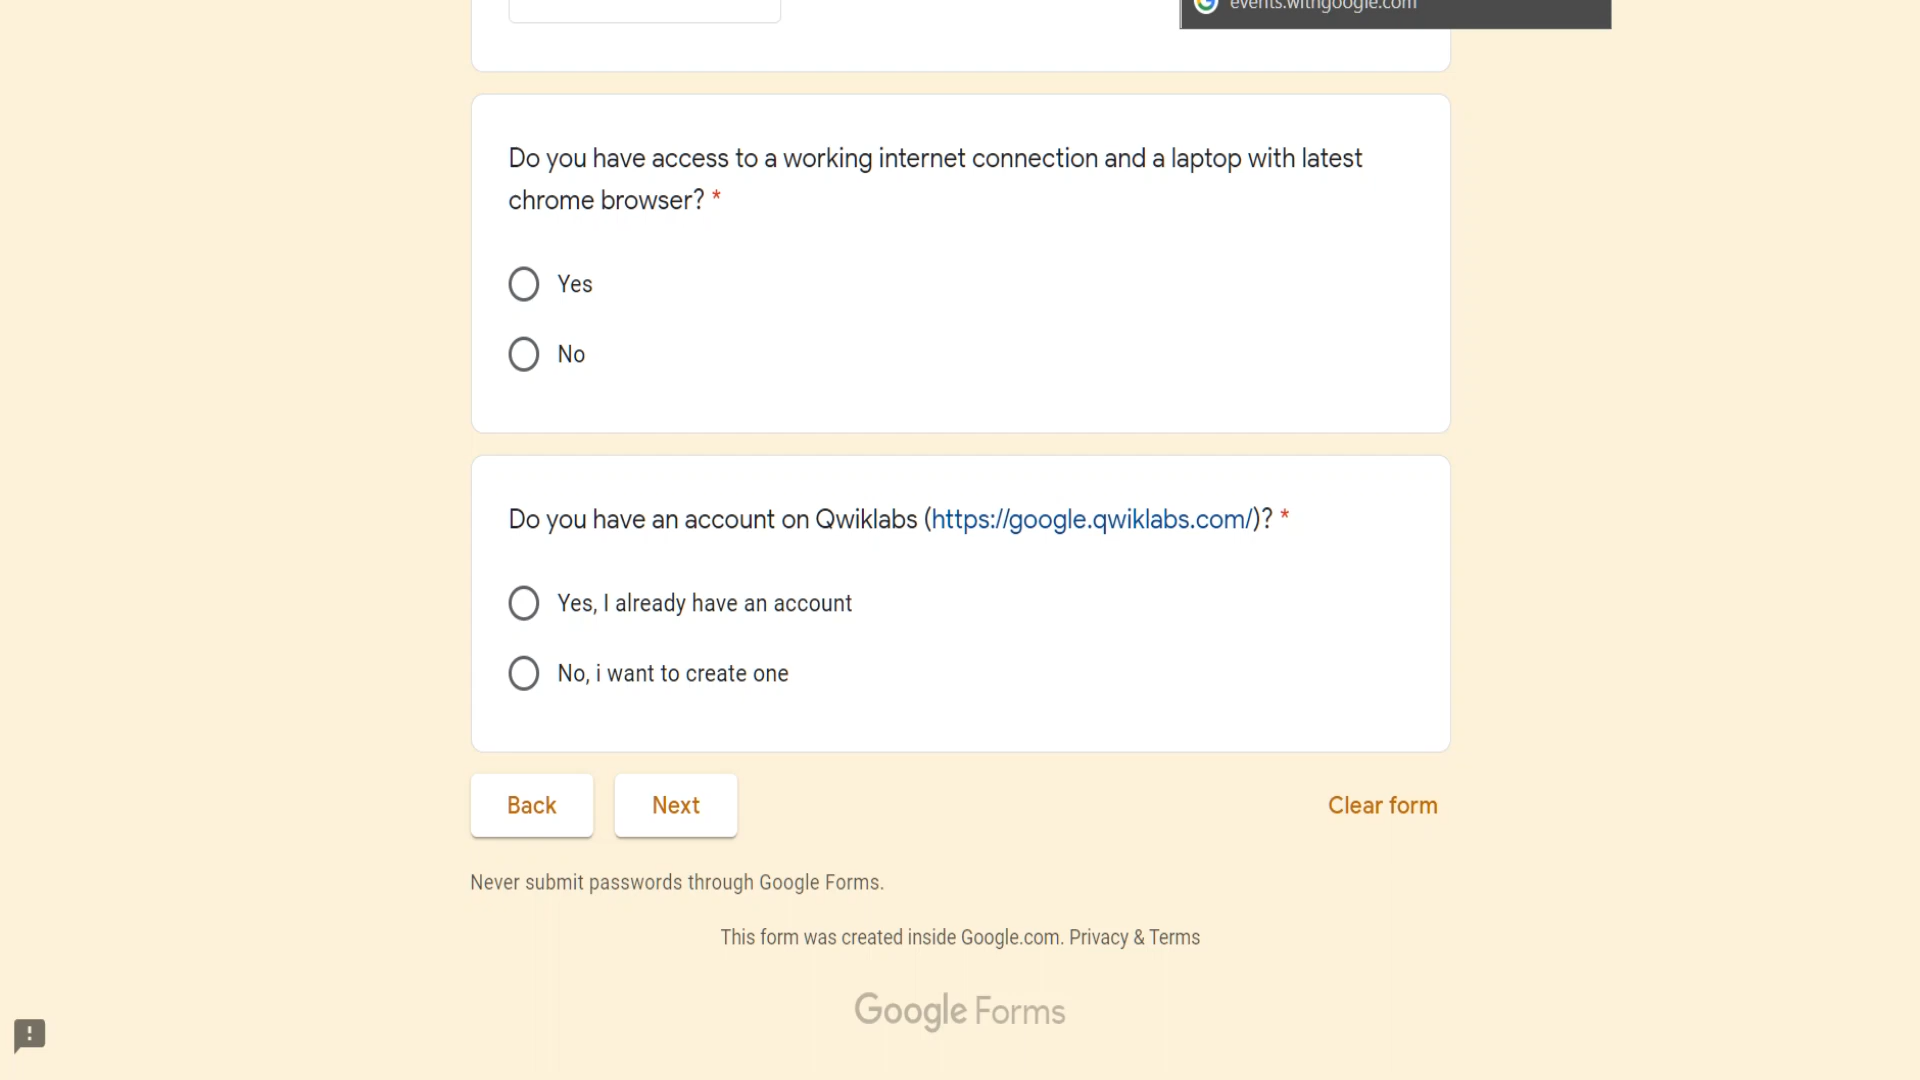 events.withgoogle.com
Do you have access to a working internet connection and a laptop with latest
chrome browser? *
Yes
No
Do you have an account on Qwiklabs (https://google.qwiklabs.com/)? *
Yes, I already have an account
No, i want to create one
Back Next Clear form
Never submit passwords through Google Forms.
This form was created inside Google.com. Privacy & Terms
Google Forms